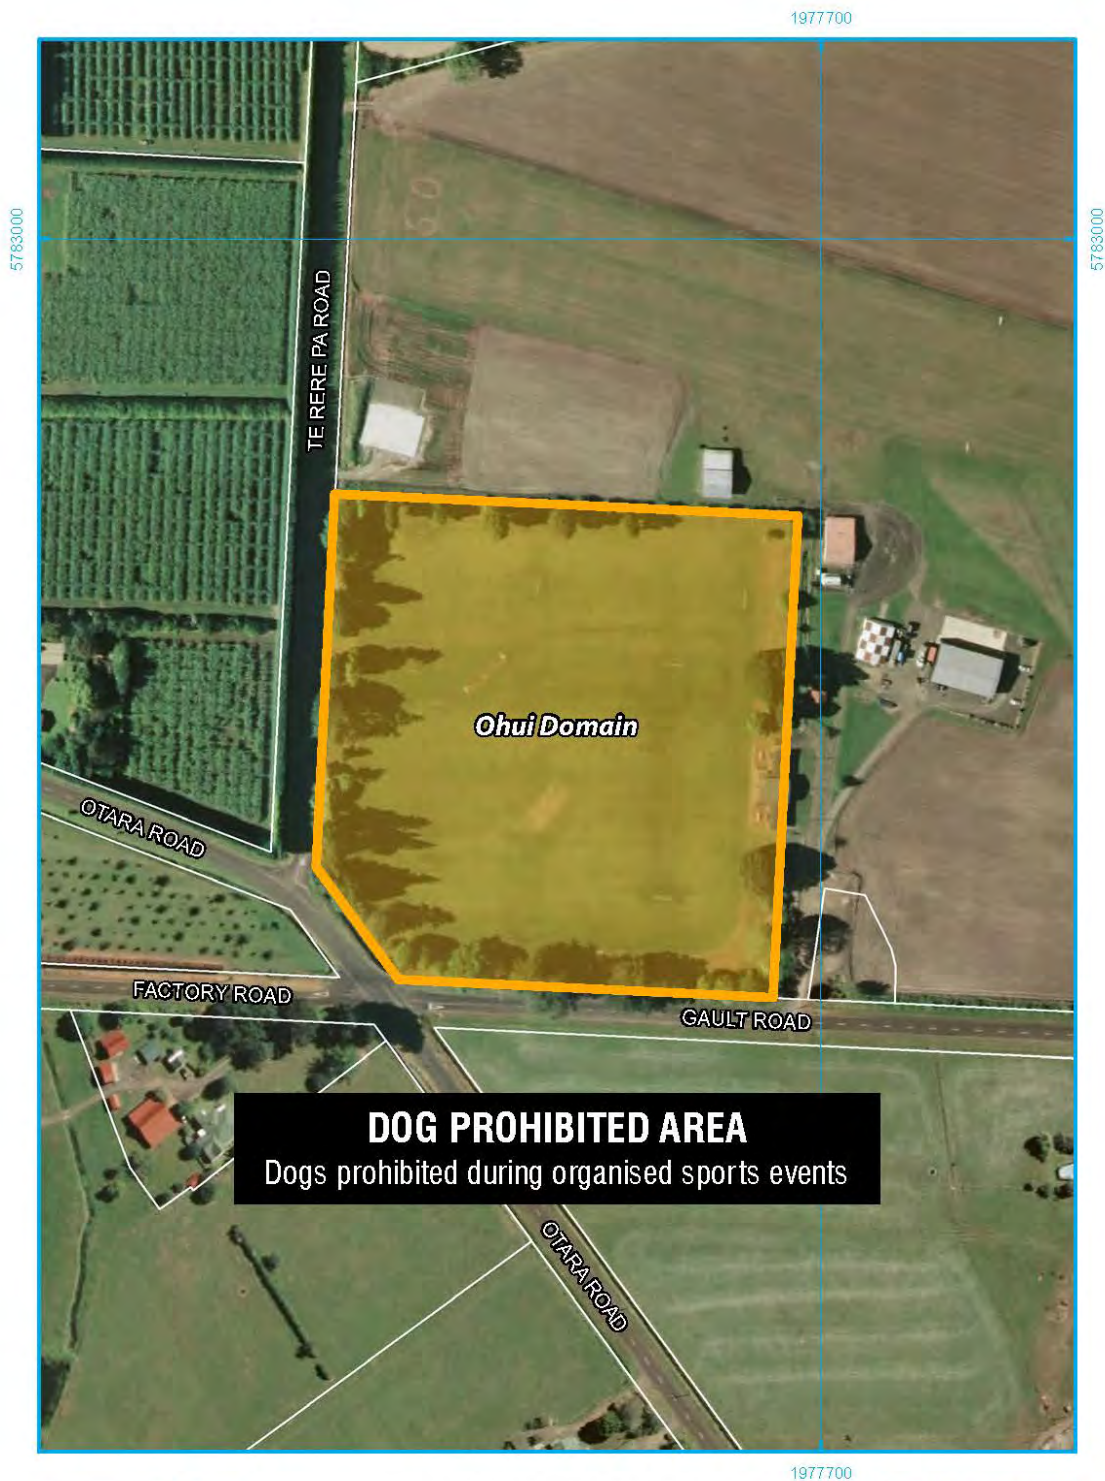 1977700
5783000
5783000
60
TE RERE PA ROAD
Ohui Domain
OTARA ROAD
FACTORY ROAD
GAULT ROAD
DOG PROHIBITED AREA
Dogs prohibited during organised sports events
OTARA ROAD
1977700